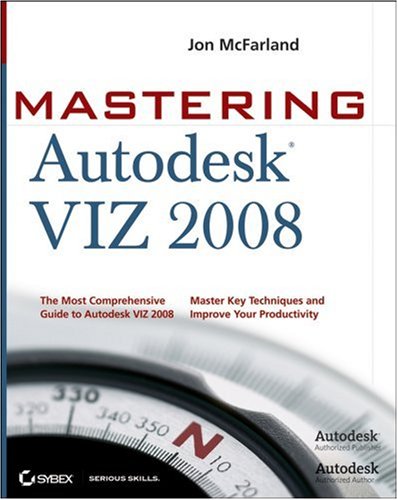 Jon McFarland
MASTERING
Autodesk®
VIZ 2008
The Most Comprehensive
Guide to Autodesk VIZ 2008
Master Key Techniques and
Improve Your Productivity
330
340
350
N
10
20
30
SYBEX
SERIOUS SKILLS.
Autodesk
Authorized Publisher
Autodesk
Authorized Author